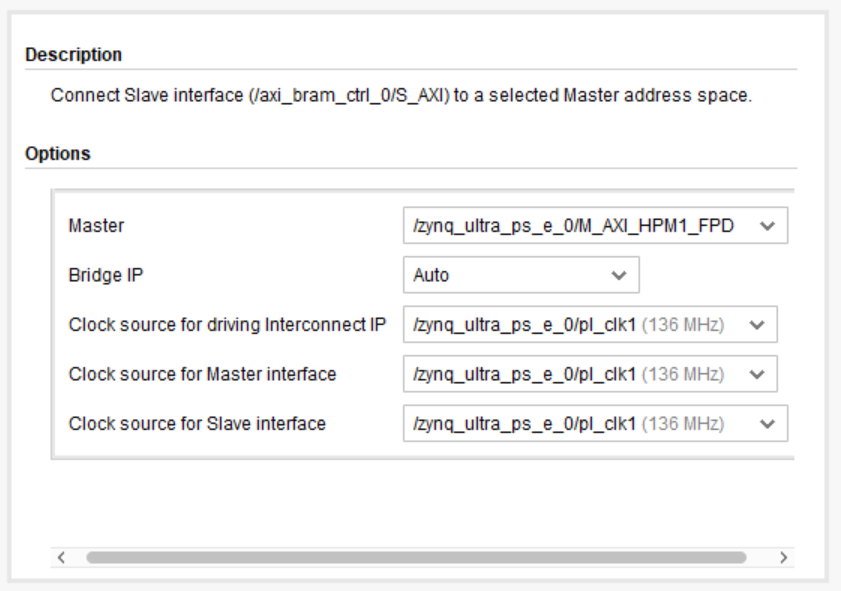 Description
Connect Slave interface (/axi_bram_ctrl_0/S_AXI) to a selected Master address space.
Options
Master /zynq_ultra_ps_e_0/M_AXI_HPM1_FPD
Bridge IP Auto
Clock source for driving Interconnect IP /zynq_ultra_ps_e_0/pl_clk1 (136 MHz)
Clock source for Master interface /zynq_ultra_ps_e_0/pl_clk1 (136 MHz)
Clock source for Slave interface /zynq_ultra_ps_e_0/pl_clk1 (136 MHz)